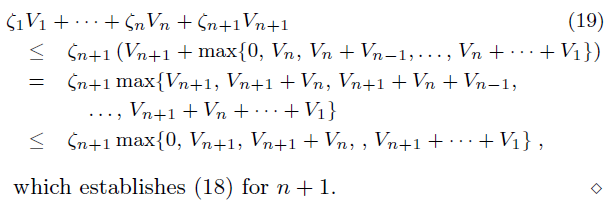 ζ₁V₁ + ⋯ + ζₙVₙ + ζₙ₊₁Vₙ₊₁ (19)
≤ ζₙ₊₁ (Vₙ₊₁ + max{0, Vₙ, Vₙ + Vₙ₋₁, . . . , Vₙ + ⋯ + V₁})
= ζₙ₊₁ max{Vₙ₊₁, Vₙ₊₁ + Vₙ, Vₙ₊₁ + Vₙ + Vₙ₋₁,
. . . , Vₙ₊₁ + Vₙ + ⋯ + V₁}
≤ ζₙ₊₁ max{0, Vₙ₊₁, Vₙ₊₁ + Vₙ, , Vₙ₊₁ + ⋯ + V₁} ,
which establishes (18) for n + 1. ⋄